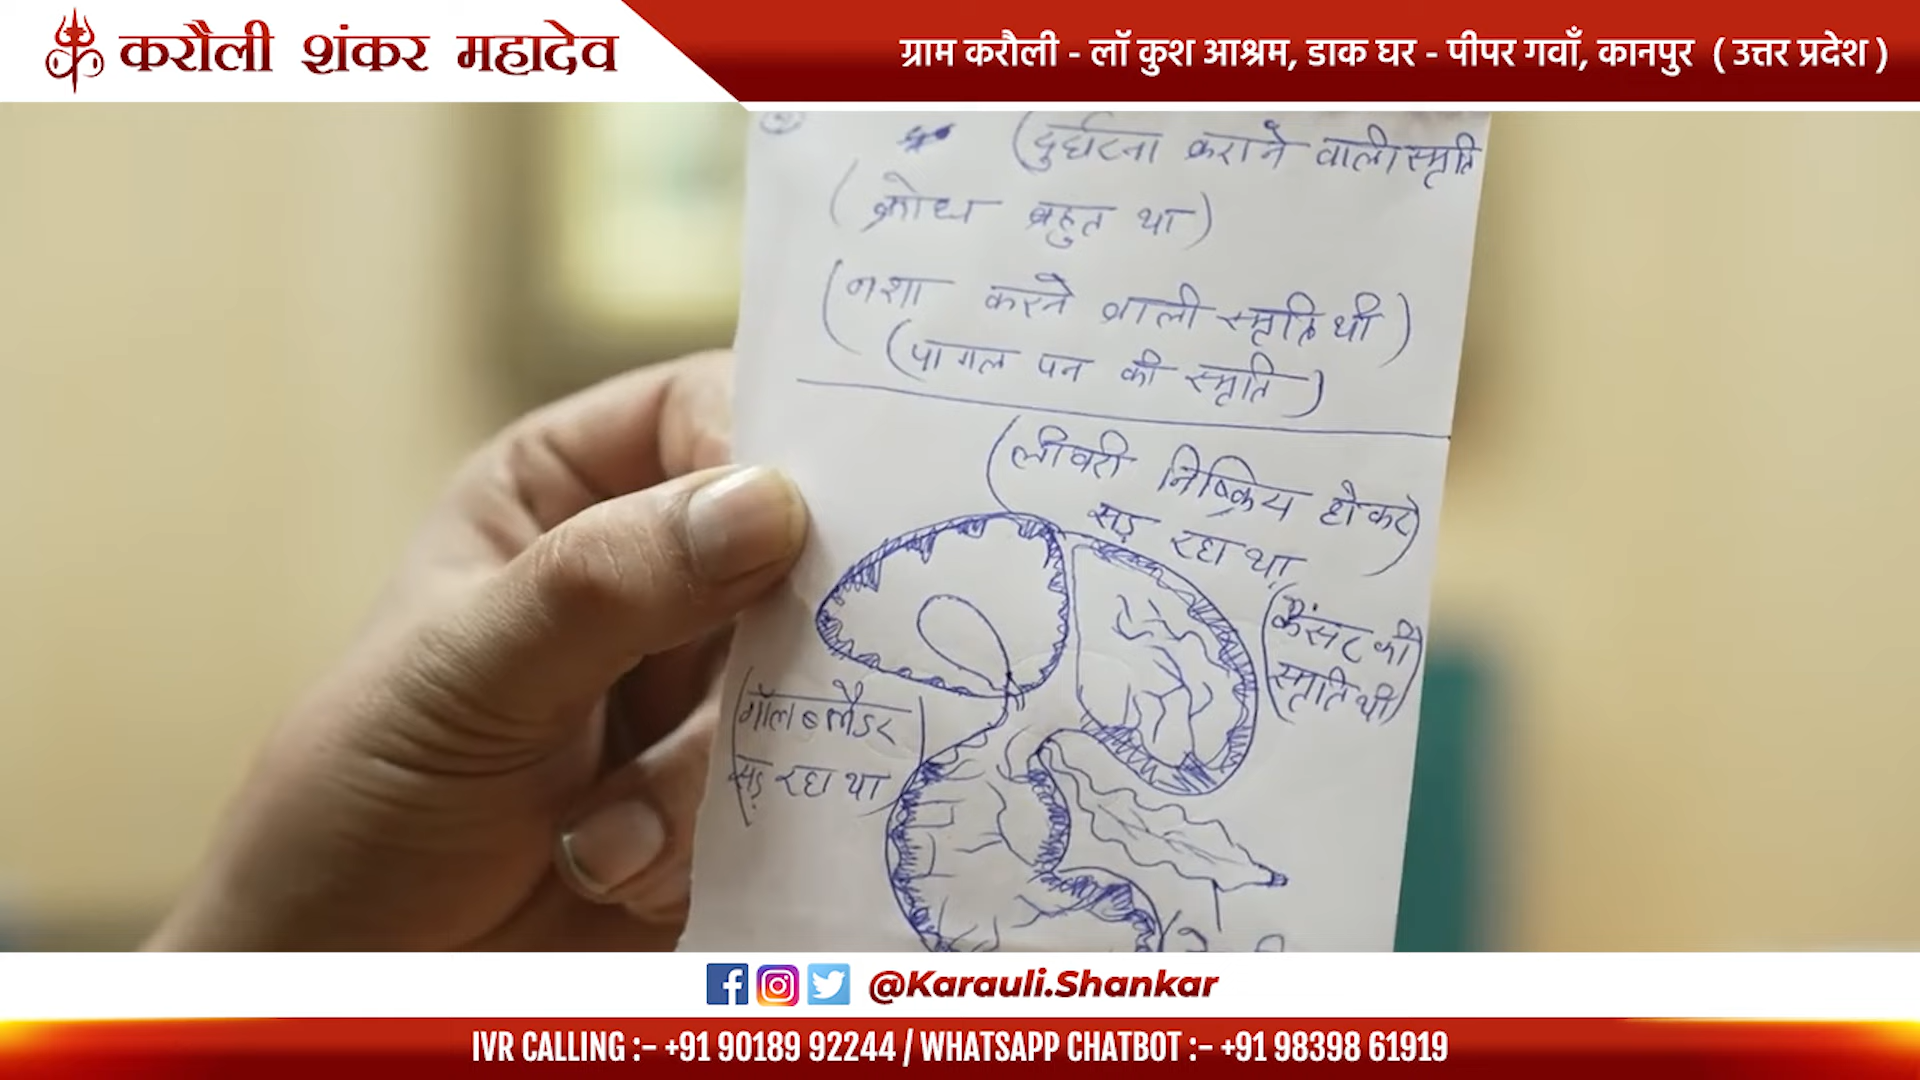 करौली शंकर महादेव
ग्राम करौली - लॉ कुश आश्रम, डाक घर - पीपर गवाँ, कानपुर ( उत्तर प्रदेश )
(दुर्घटना कराने वाली स्मृति
(क्रोध बहुत था)
(नशा करने वाली स्मृति थी)
(पागल पन की स्मृति)
(लीवरी निष्क्रिय होकर
सड़ रहा था)
(कैंसर की
स्मृति थी)
(गॉल ब्लैडर
सड़ रहा था)
@Karauli.Shankar
IVR CALLING :- +91 90189 92244 / WHATSAPP CHATBOT :- +91 98398 61919